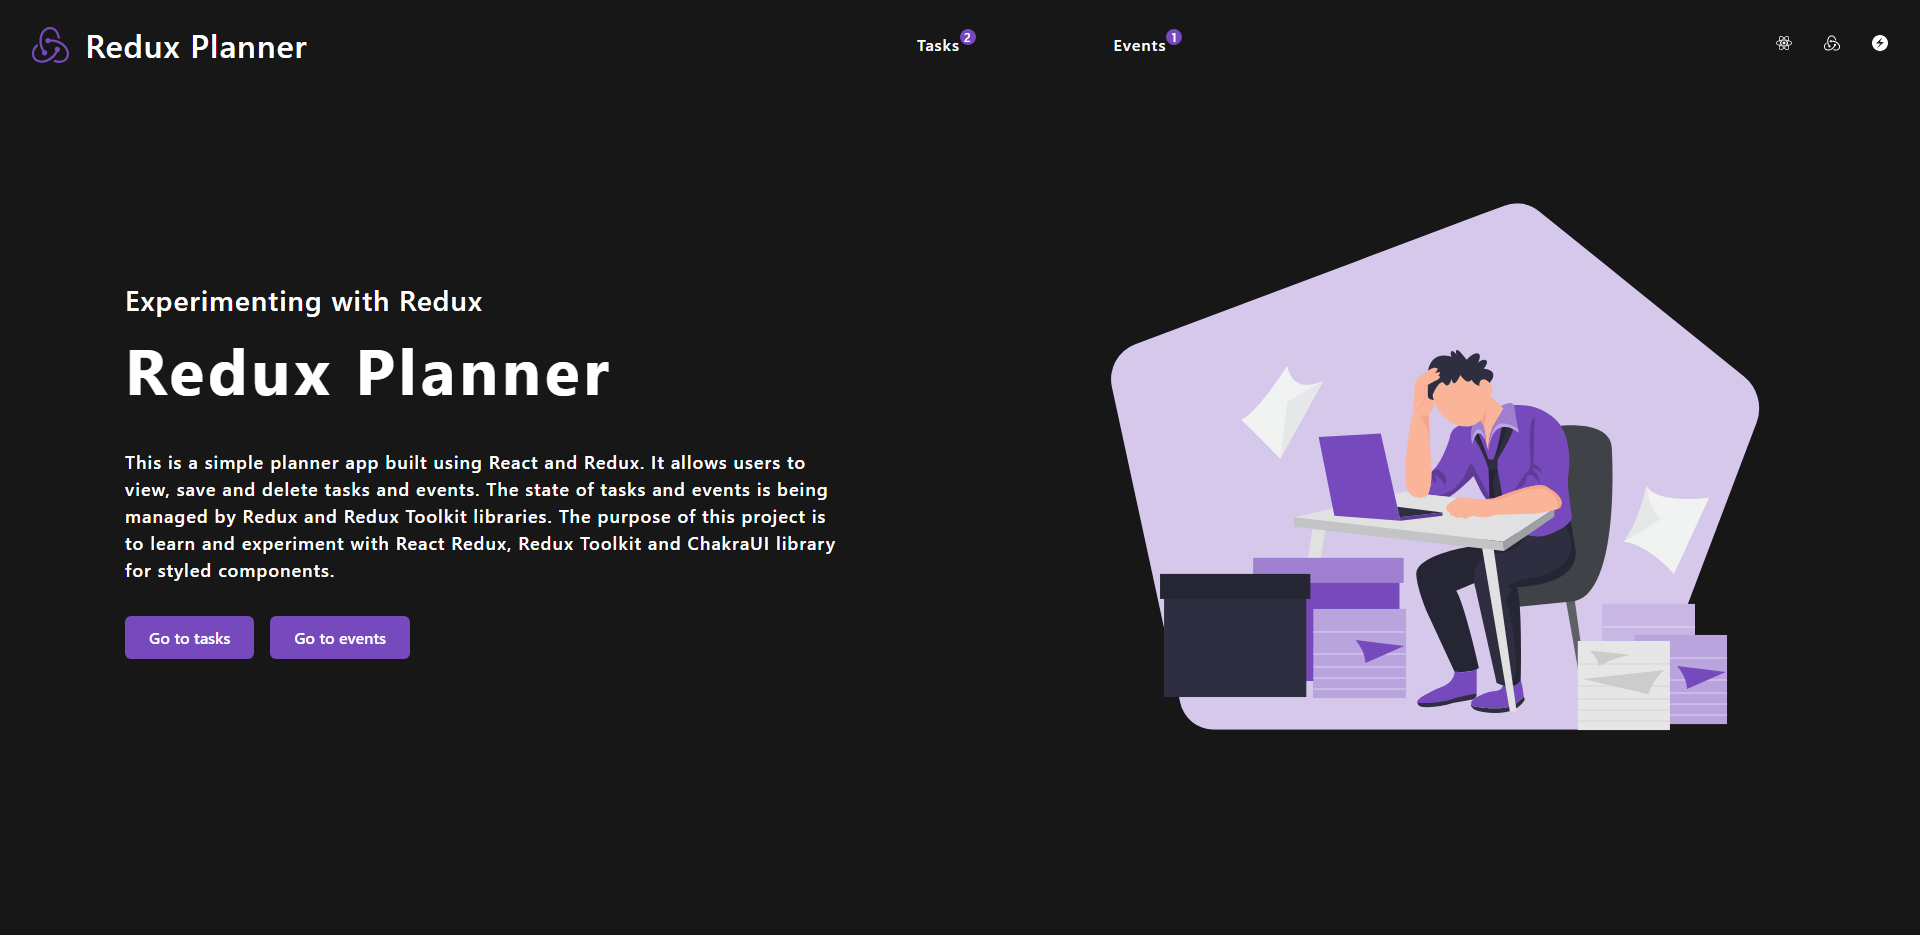 Redux Planner
Tasks 2
Events 1
Experimenting with Redux
Redux Planner
This is a simple planner app built using React and Redux. It allows users to
view, save and delete tasks and events. The state of tasks and events is being
managed by Redux and Redux Toolkit libraries. The purpose of this project is
to learn and experiment with React Redux, Redux Toolkit and ChakraUI library
for styled components.
Go to tasks
Go to events